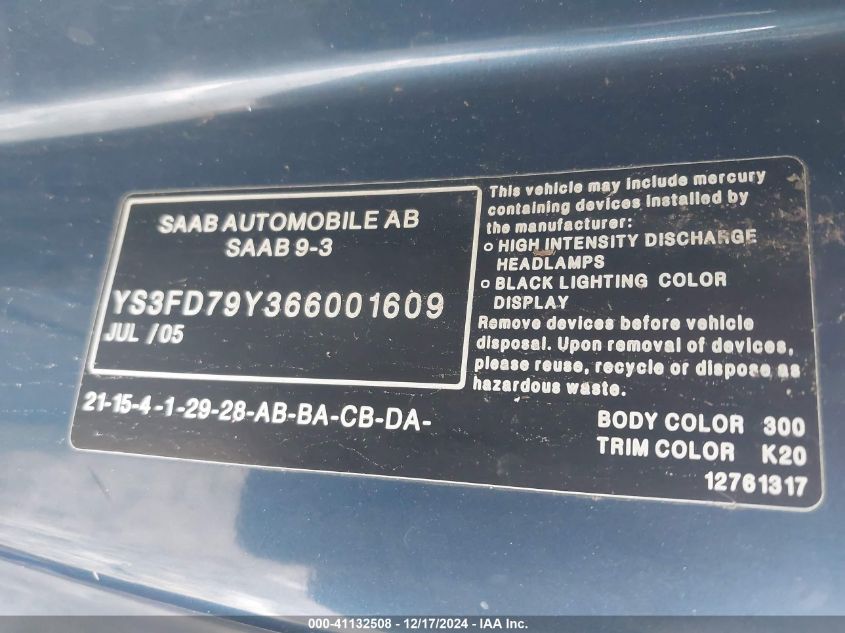 SAAB AUTOMOBILE AB
SAAB 9-3
YS3FD79Y366001609
JUL /05
21-15-4 -1-29-28-AB-BA-CB-DA-
This vehicle may include mercury
containing devices installed by
the manufacturer:
o HIGH INTENSITY DISCHARGE
HEADLAMPS
o BLACK LIGHTING COLOR
DISPLAY
Remove devices before vehicle
disposal. Upon removal of devices,
please reuse, recycle or dispose as
hazardous waste.
BODY COLOR 300
TRIM COLOR K20
12761317
000-41132508 - 12/17/2024 - IAA Inc.